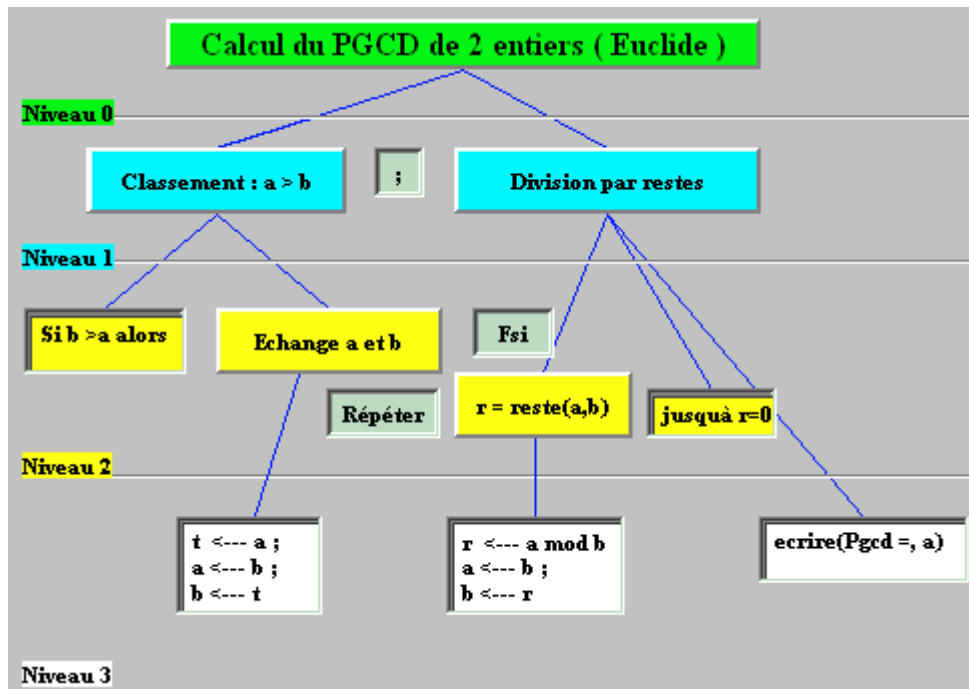 Calcul du PGCD de 2 entiers ( Euclide )
Niveau 0
Classement : a > b
;
Division par restes
Niveau 1
Si b >a alors
Echange a et b
Fsi
Répéter
r = reste(a,b)
jusquà r=0
Niveau 2
t <--- a ;
a <--- b ;
b <--- t
r <--- a mod b
a <--- b ;
b <--- r
ecrire(Pgcd =, a)
Niveau 3